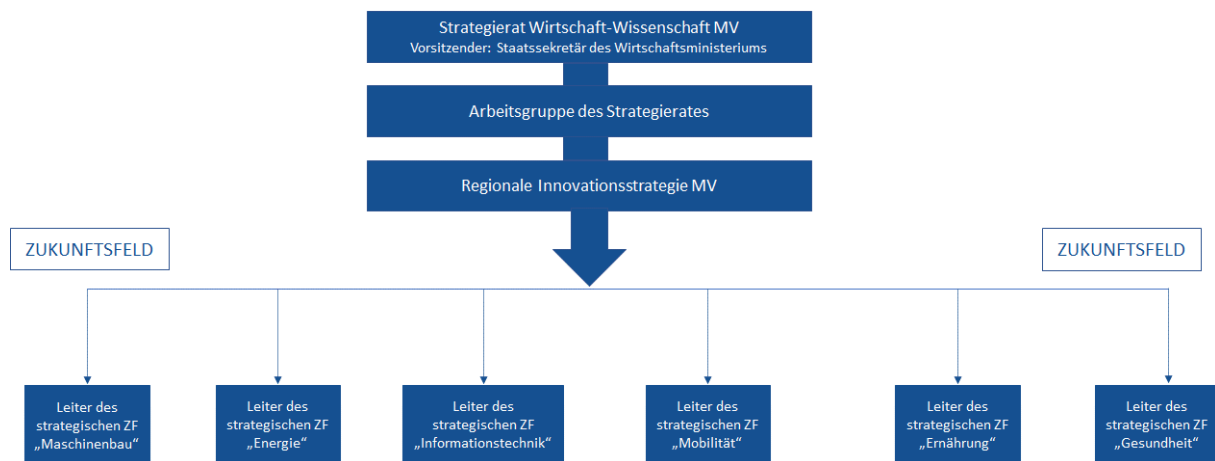 Strategierat Wirtschaft-Wissenschaft MV
Vorsitzender: Staatssekretär des Wirtschaftsministeriums
Arbeitsgruppe des Strategierates
Regionale Innovationsstrategie MV
ZUKUNFTSFELD
ZUKUNFTSFELD
Leiter des
strategischen ZF
„Maschinenbau“
Leiter des
strategischen ZF
„Energie“
Leiter des
strategischen ZF
„Informationstechnik“
Leiter des
strategischen ZF
„Mobilität“
Leiter des
strategischen ZF
„Ernährung“
Leiter des
strategischen ZF
„Gesundheit“